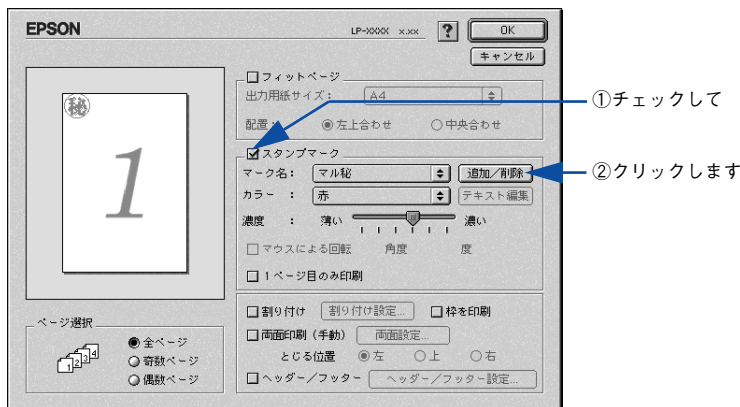 EPSON
LP-XXXX x.xx
?
OK
キャンセル
フィットページ
出力用紙サイズ：
A4
配置：
左上合わせ
中央合わせ
秘
1
スタンプマーク
マーク名：
マル秘
追加／削除
カラー ：
赤
テキスト編集
濃度 ：
薄い
濃い
マウスによる回転
角度
度
1ページ目のみ印刷
割り付け
割り付け設定...
枠を印刷
両面印刷（手動）
両面設定...
とじる位置
左
上
右
ヘッダー／フッター
ヘッダー／フッター設定...
ページ選択
1 2 3 4
全ページ
奇数ページ
偶数ページ
①チェックして
②クリックします